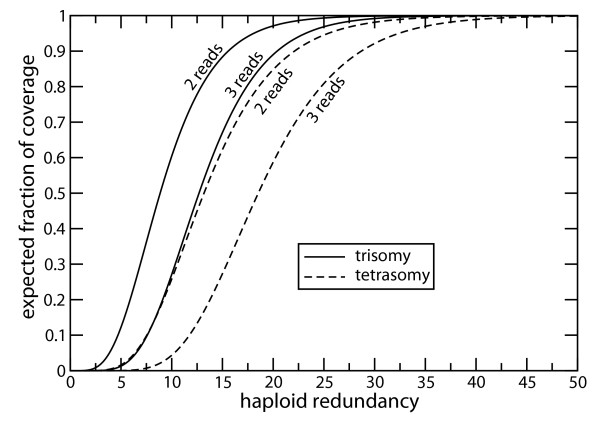 expected fraction of coverage
1
0.9
0.8
0.7
0.6
0.5
0.4
0.3
0.2
0.1
0
2 reads
3 reads
2 reads
3 reads
trisomy
tetrasomy
0 5 10 15 20 25 30 35 40 45 50
haploid redundancy